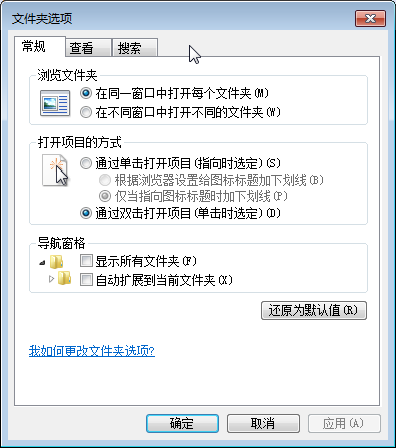 文件夹选项
常规 查看 搜索
浏览文件夹
在同一窗口中打开每个文件夹(M)
在不同窗口中打开不同的文件夹(W)
打开项目的方式
通过单击打开项目(指向时选定)(S)
根据浏览器设置给图标标题加下划线(B)
仅当指向图标标题时加下划线(P)
通过双击打开项目(单击时选定)(D)
导航窗格
显示所有文件夹(F)
自动扩展到当前文件夹(X)
还原为默认值(R)
我如何更改文件夹选项?
确定 取消 应用(A)